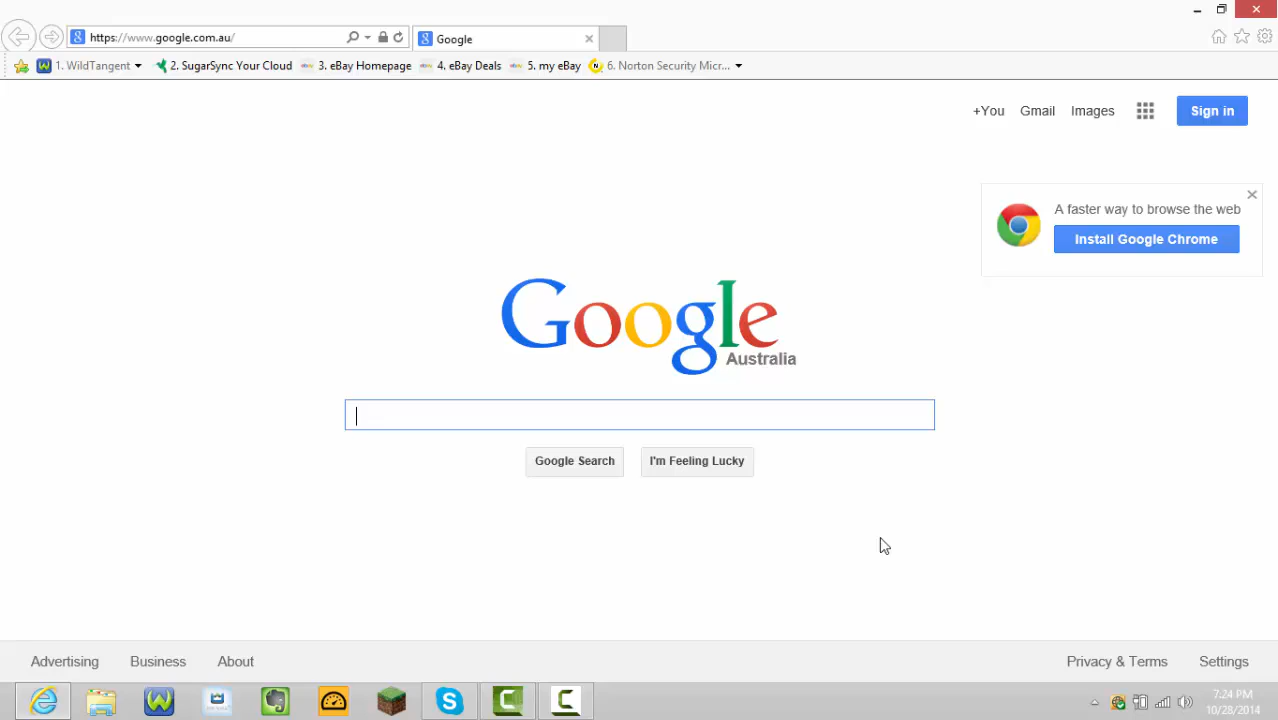 https://www.google.com.au/
Google
1. WildTangent
2. SugarSync Your Cloud
3. eBay Homepage
4. eBay Deals
5. my eBay
6. Norton Security Micr...
+You Gmail Images
Sign in
A faster way to browse the web
Install Google Chrome
Google
Australia
Google Search
I'm Feeling Lucky
Advertising Business About
Privacy & Terms Settings
7:24 PM
10/28/2014